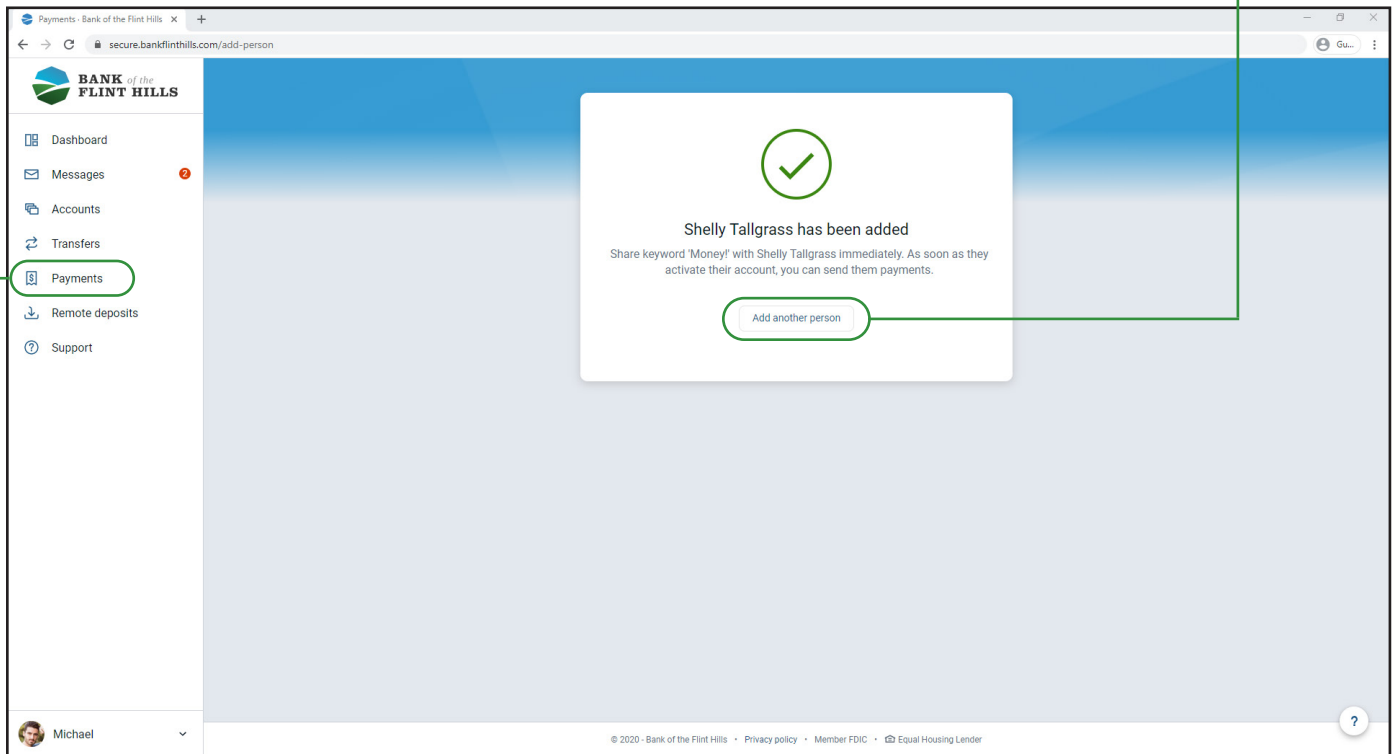 Payments · Bank of the Flint Hills
secure.bankflinthills.com/add-person
Gu...
BANK of the
FLINT HILLS
Dashboard
Messages 2
Accounts
Transfers
Payments
Remote deposits
Support
Shelly Tallgrass has been added
Share keyword 'Money!' with Shelly Tallgrass immediately. As soon as they
activate their account, you can send them payments.
Add another person
?
Michael
© 2020 - Bank of the Flint Hills • Privacy policy • Member FDIC • Equal Housing Lender